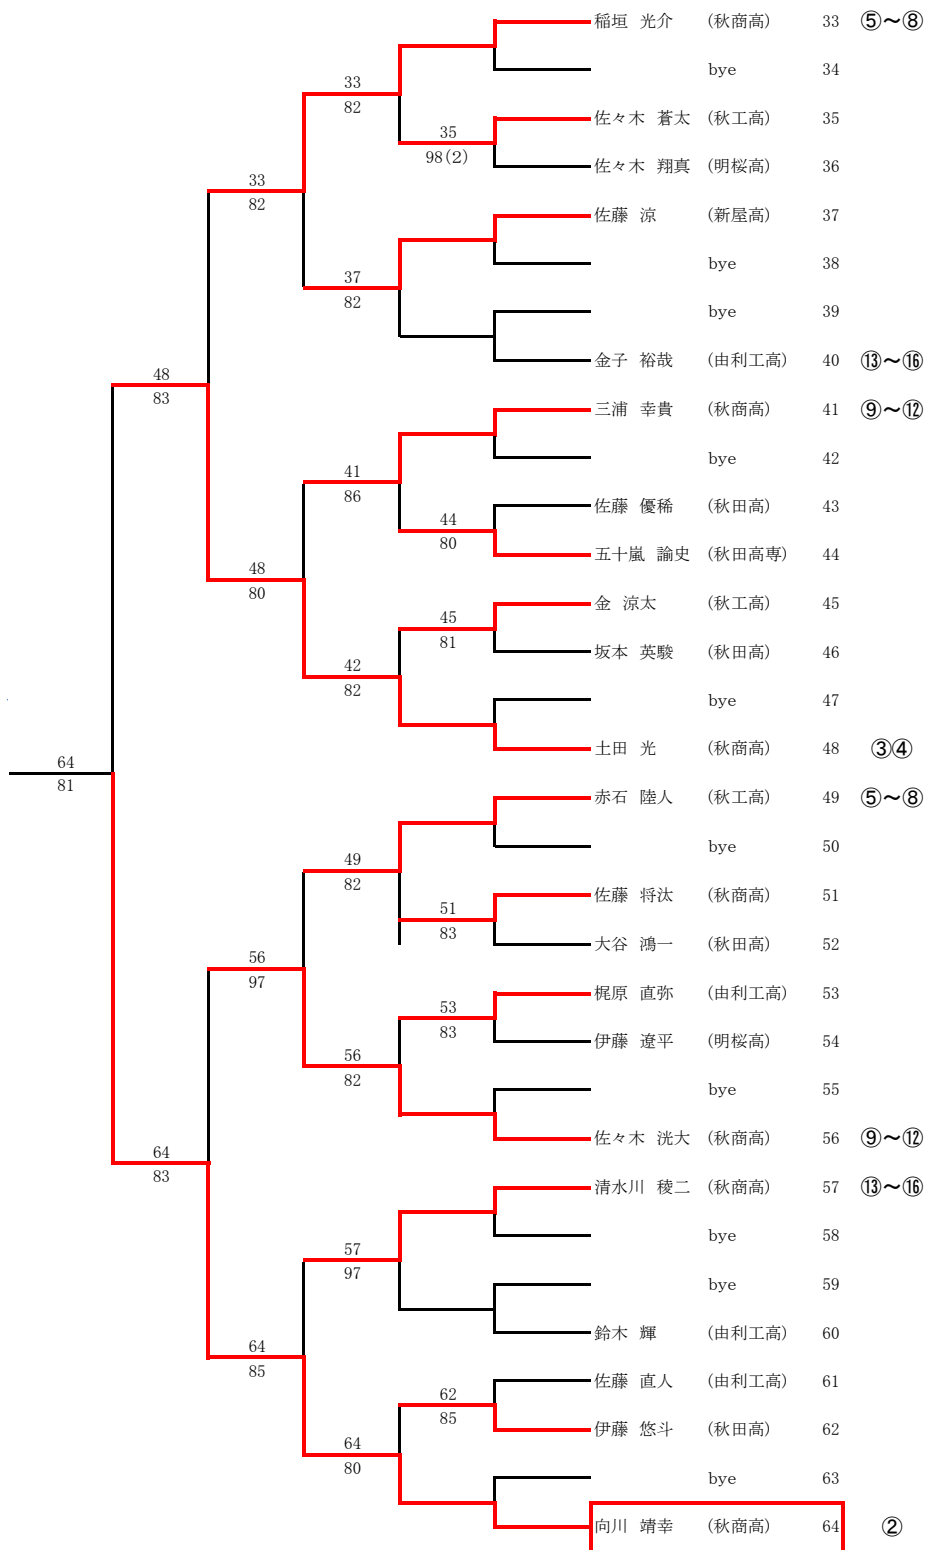 稲垣 光介 (秋商高) 33 ⑤～⑧
bye 34
33
82
佐々木 蒼太 (秋工高) 35
35
98(2)
佐々木 翔真 (明桜高) 36
33
82
佐藤 涼 (新屋高) 37
bye 38
37
82
bye 39
金子 裕哉 (由利工高) 40 ⑬～⑯
48
83
三浦 幸貴 (秋商高) 41 ⑨～⑫
bye 42
41
86
佐藤 優稀 (秋田高) 43
44
80
五十嵐 諭史 (秋田高専) 44
48
80
金 涼太 (秋工高) 45
45
81
坂本 英駿 (秋田高) 46
42
82
bye 47
土田 光 (秋商高) 48 ③④
64
81
赤石 陸人 (秋工高) 49 ⑤～⑧
bye 50
49
82
佐藤 将汰 (秋商高) 51
51
83
大谷 鴻一 (秋田高) 52
56
97
梶原 直弥 (由利工高) 53
53
83
伊藤 遼平 (明桜高) 54
56
82
bye 55
佐々木 洸大 (秋商高) 56 ⑨～⑫
64
83
清水川 稜二 (秋商高) 57 ⑬～⑯
bye 58
57
97
bye 59
鈴木 輝 (由利工高) 60
64
85
佐藤 直人 (由利工高) 61
62
85
伊藤 悠斗 (秋田高) 62
64
80
bye 63
向川 靖幸 (秋商高) 64 ②